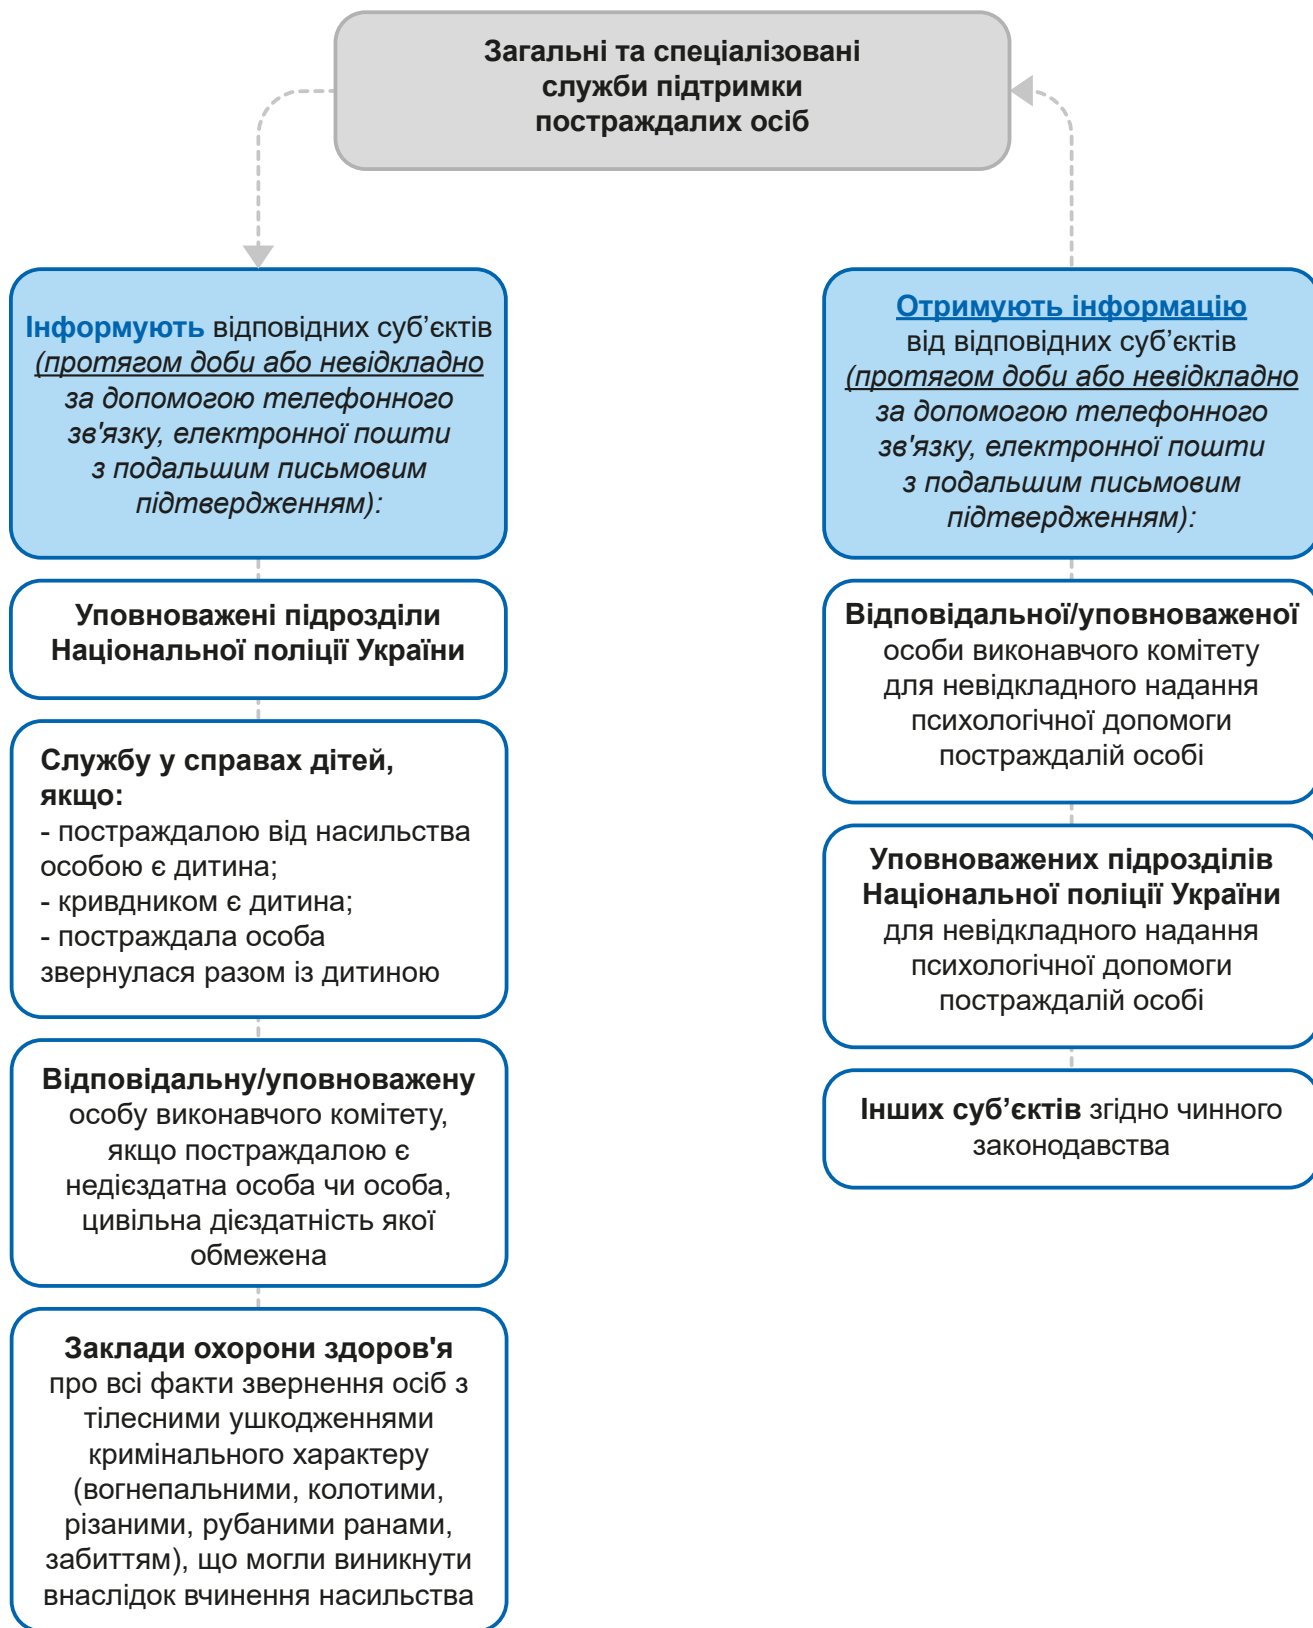 Загальні та спеціалізовані
служби підтримки
постраждалих осіб
Інформують відповідних суб’єктів
(протягом доби або невідкладно
за допомогою телефонного
зв'язку, електронної пошти
з подальшим письмовим
підтвердженням):
Уповноважені підрозділи
Національної поліції України
Службу у справах дітей,
якщо:
- постраждалою від насильства
особою є дитина;
- кривдником є дитина;
- постраждала особа
звернулася разом із дитиною
Відповідальну/уповноважену
особу виконавчого комітету,
якщо постраждалою є
недієздатна особа чи особа,
цивільна дієздатність якої
обмежена
Заклади охорони здоров'я
про всі факти звернення осіб з
тілесними ушкодженнями
кримінального характеру
(вогнепальними, колотими,
різаними, рубаними ранами,
забиттям), що могли виникнути
внаслідок вчинення насильства
Отримують інформацію
від відповідних суб’єктів
(протягом доби або невідкладно
за допомогою телефонного
зв'язку, електронної пошти
з подальшим письмовим
підтвердженням):
Відповідальної/уповноваженої
особи виконавчого комітету
для невідкладного надання
психологічної допомоги
постраждалій особі
Уповноважених підрозділів
Національної поліції України
для невідкладного надання
психологічної допомоги
постраждалій особі
Інших суб’єктів згідно чинного
законодавства